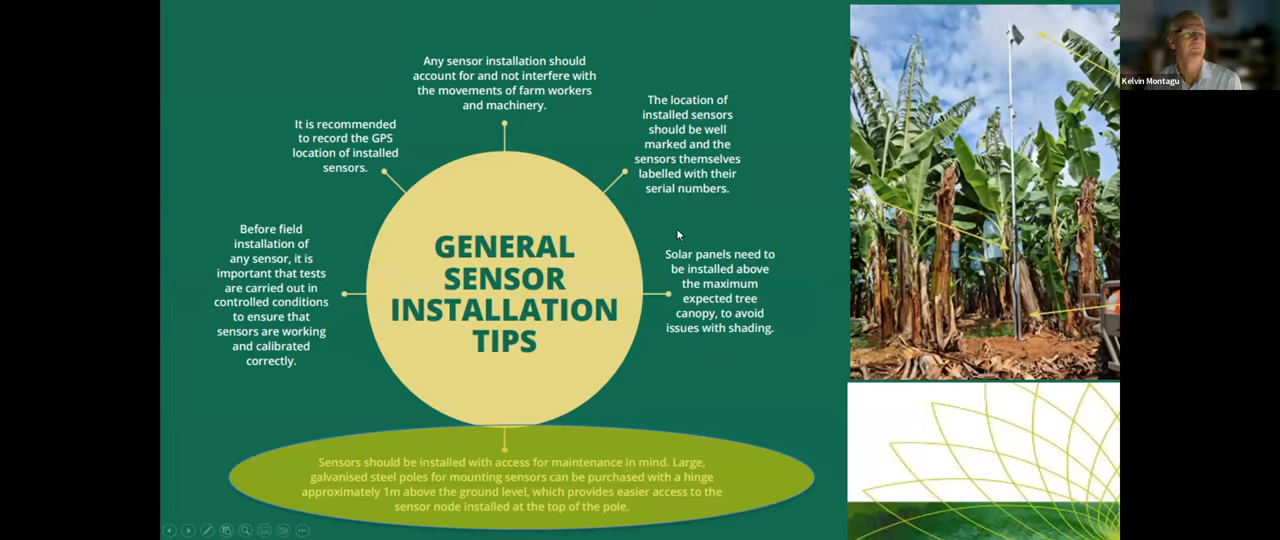 Any sensor installation should
account for and not interfere with
the movements of farm workers
and machinery.
It is recommended
to record the GPS
location of installed
sensors.
The location of
installed sensors
should be well
marked and the
sensors themselves
labelled with their
serial numbers.
Before field
installation of
any sensor, it is
important that tests
are carried out in
controlled conditions
to ensure that
sensors are working
and calibrated
correctly.
GENERAL
SENSOR
INSTALLATION
TIPS
Solar panels need to
be installed above
the maximum
expected tree
canopy, to avoid
issues with shading.
Sensors should be installed with access for maintenance in mind. Large,
galvanised steel poles for mounting sensors can be purchased with a hinge
approximately 1m above the ground level, which provides easier access to the
sensor node installed at the top of the pole.
Kelvin Montagu